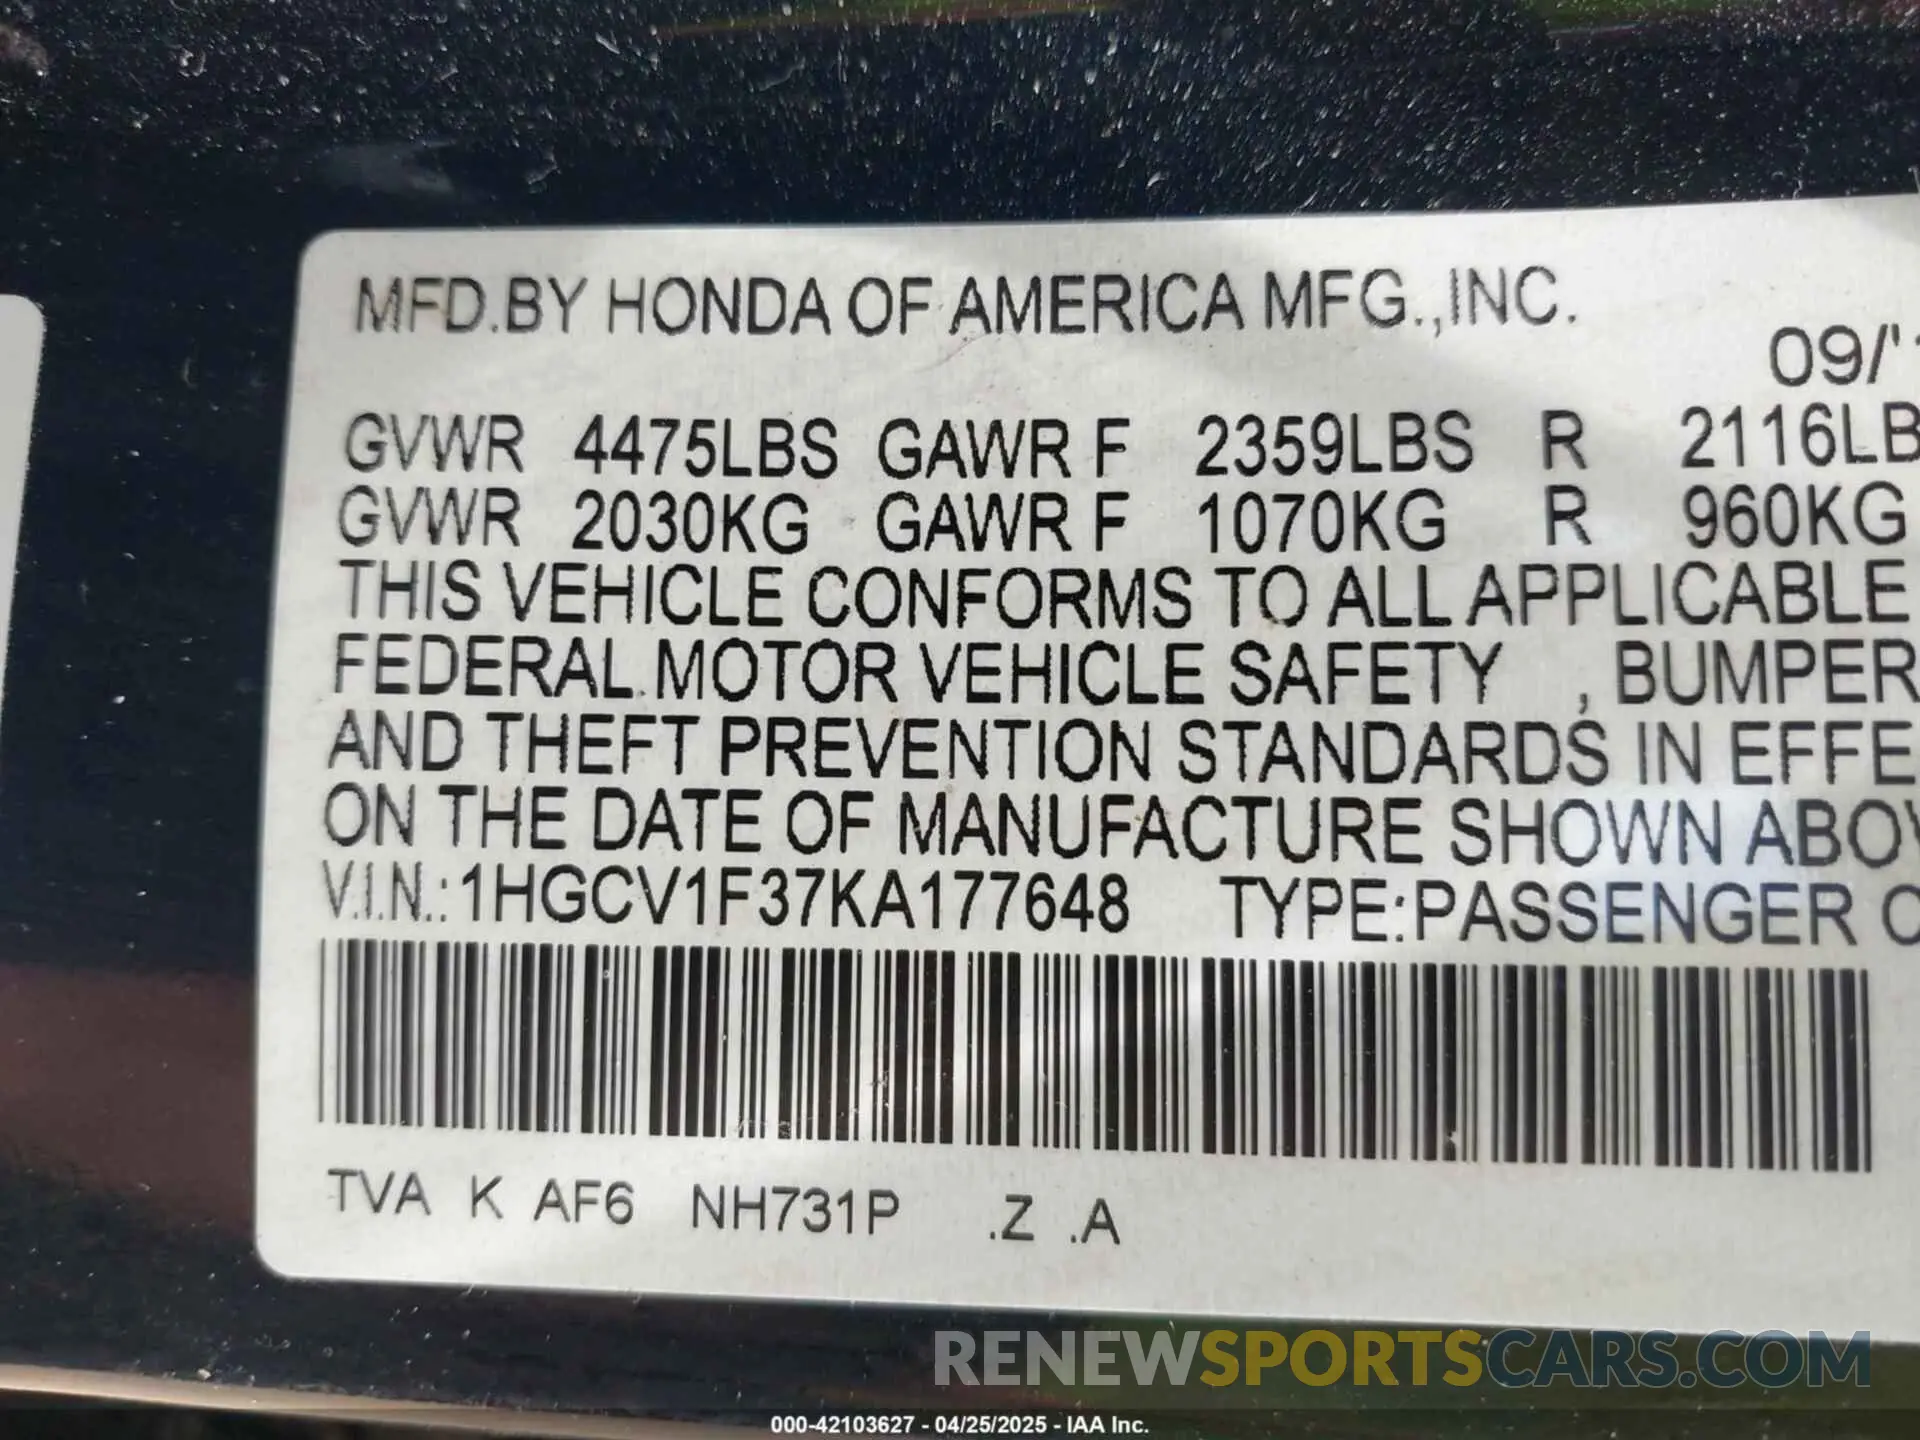 MFD.BY HONDA OF AMERICA MFG.,INC.
09/'
GVWR 4475LBS GAWR F 2359LBS R 2116LB
GVWR 2030KG GAWR F 1070KG R 960KG
THIS VEHICLE CONFORMS TO ALL APPLICABLE
FEDERAL MOTOR VEHICLE SAFETY , BUMPER
AND THEFT PREVENTION STANDARDS IN EFFE
ON THE DATE OF MANUFACTURE SHOWN ABO
V.I.N.:1HGCV1F37KA177648 TYPE:PASSENGER C
TVA K AF6 NH731P .Z .A
RENEWSPORTSCARS.COM
000-42103627 - 04/25/2025 - IAA Inc.